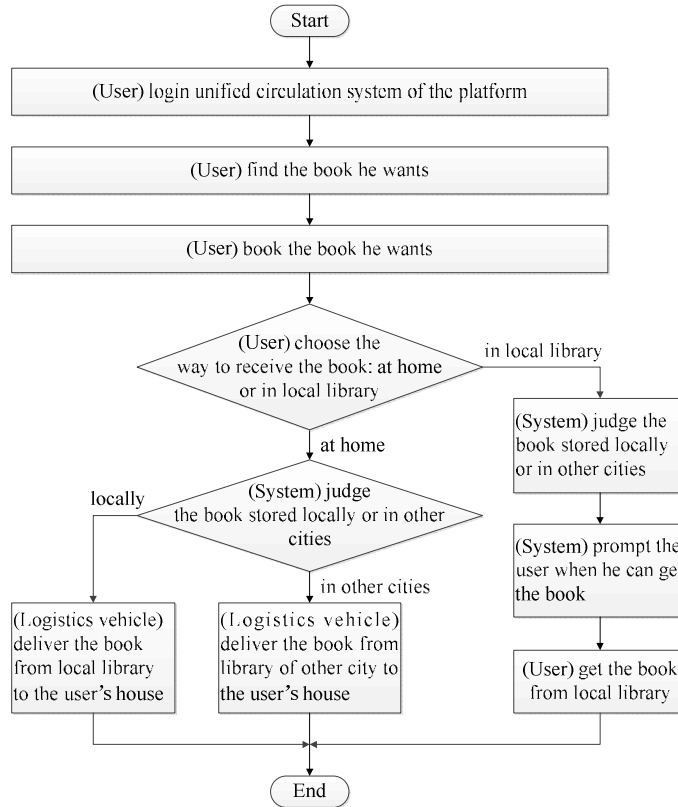 Start
(User) login unified circulation system of the platform
(User) find the book he wants
(User) book the book he wants
(User) choose the
way to receive the book: at home
or in local library
in local library
at home
(System) judge the
book stored locally
or in other cities
(System) judge
the book stored locally or in other
cities
locally
in other cities
(System) prompt the
user when he can ge
the book
(Logistics vehicle)
deliver the book
from local library
to the user's house
(Logistics vehicle)
deliver the book from
library of other city to
the user's house
(User) get the book
from local library
End